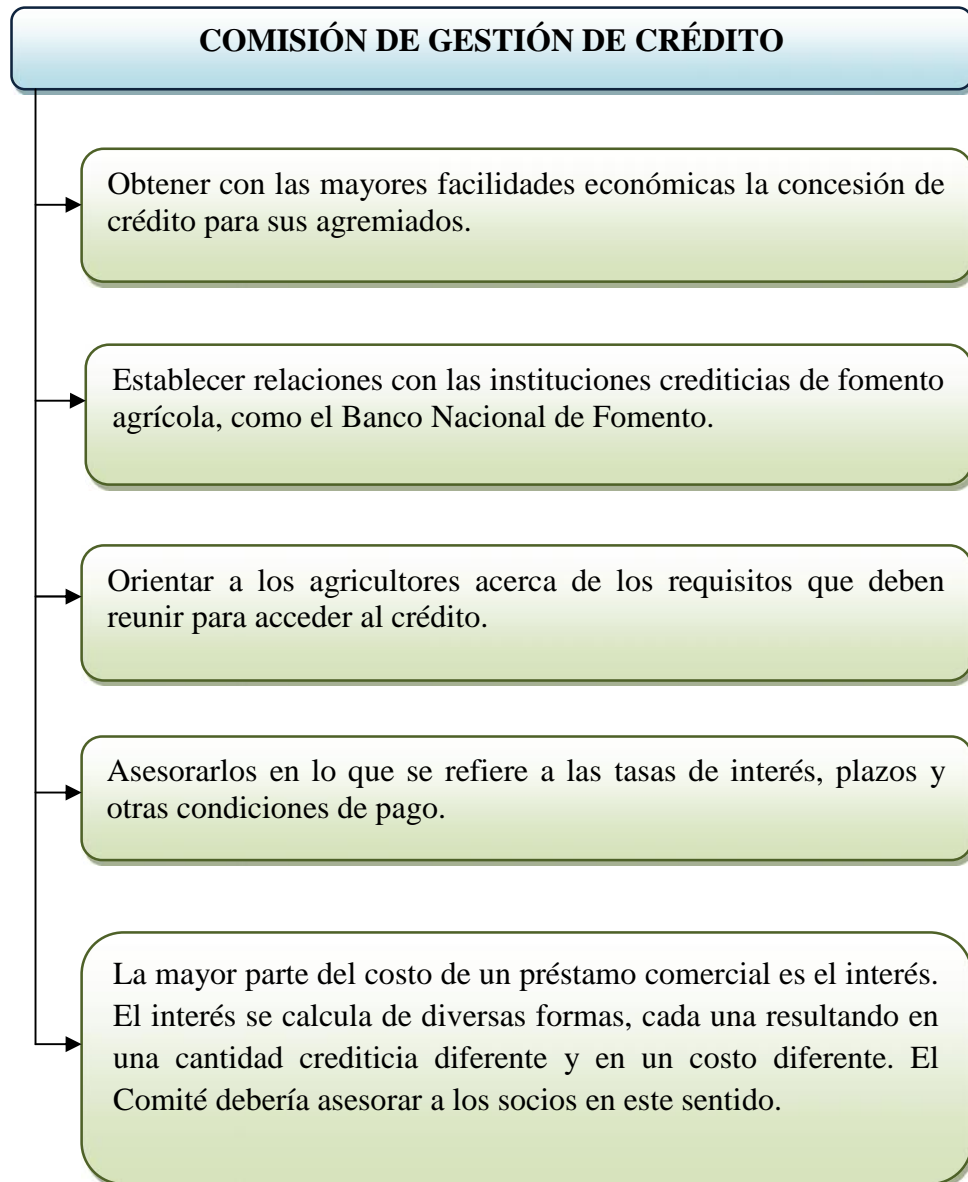 COMISIÓN DE GESTIÓN DE CRÉDITO
Obtener con las mayores facilidades económicas la concesión de
crédito para sus agremiados.
Establecer relaciones con las instituciones crediticias de fomento
agrícola, como el Banco Nacional de Fomento.
Orientar a los agricultores acerca de los requisitos que deben
reunir para acceder al crédito.
Asesorarlos en lo que se refiere a las tasas de interés, plazos y
otras condiciones de pago.
La mayor parte del costo de un préstamo comercial es el interés.
El interés se calcula de diversas formas, cada una resultando en
una cantidad crediticia diferente y en un costo diferente. El
Comité debería asesorar a los socios en este sentido.